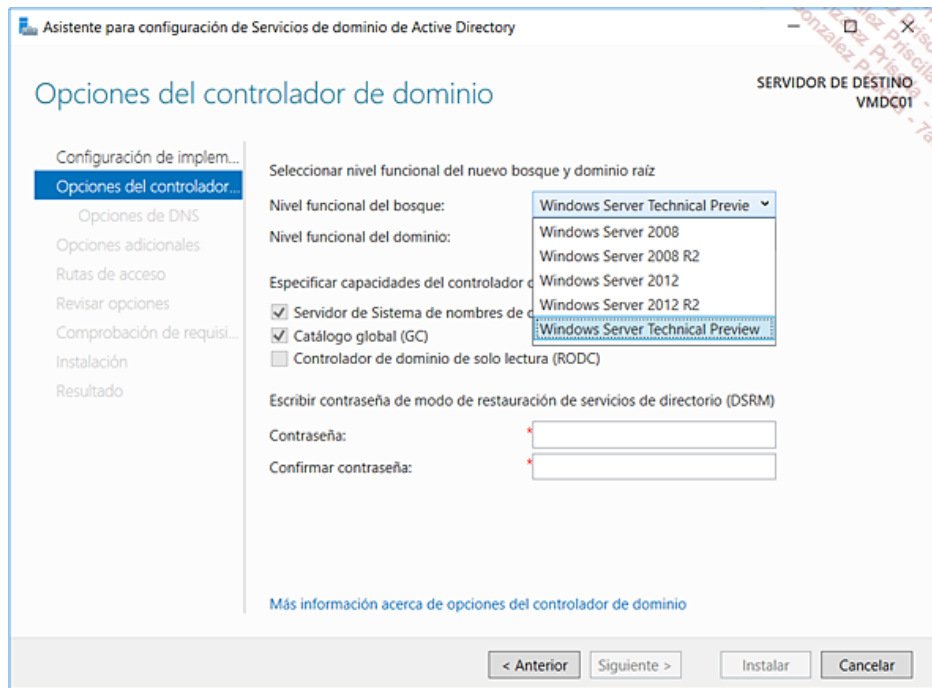 Asistente para configuración de Servicios de dominio de Active Directory
Opciones del controlador de dominio
SERVIDOR DE DESTINO
VMDC01
Configuración de implem...
Opciones del controlador...
Opciones de DNS
Opciones adicionales
Rutas de acceso
Revisar opciones
Comprobación de requisi...
Instalación
Resultado
Seleccionar nivel funcional del nuevo bosque y dominio raíz
Nivel funcional del bosque: Windows Server Technical Previe
Nivel funcional del dominio:
Windows Server 2008
Windows Server 2008 R2
Windows Server 2012
Windows Server 2012 R2
Windows Server Technical Preview
Especificar capacidades del controlador
Servidor de Sistema de nombres de
Catálogo global (GC)
Controlador de dominio de solo lectura (RODC)
Escribir contraseña de modo de restauración de servicios de directorio (DSRM)
Contraseña: *
Confirmar contraseña: *
Más información acerca de opciones del controlador de dominio
< Anterior Siguiente > Instalar Cancelar